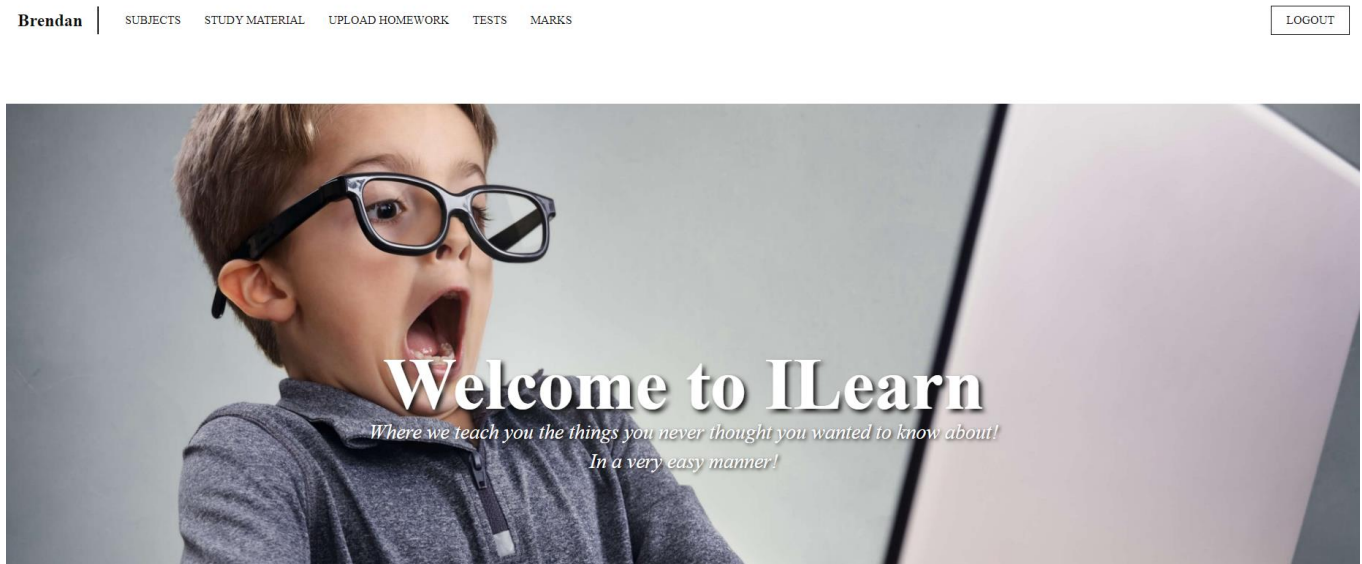 Brendan SUBJECTS STUDY MATERIAL UPLOAD HOMEWORK TESTS MARKS LOGOUT
Welcome to ILearn
Where we teach you the things you never thought you wanted to know about!
In a very easy manner!